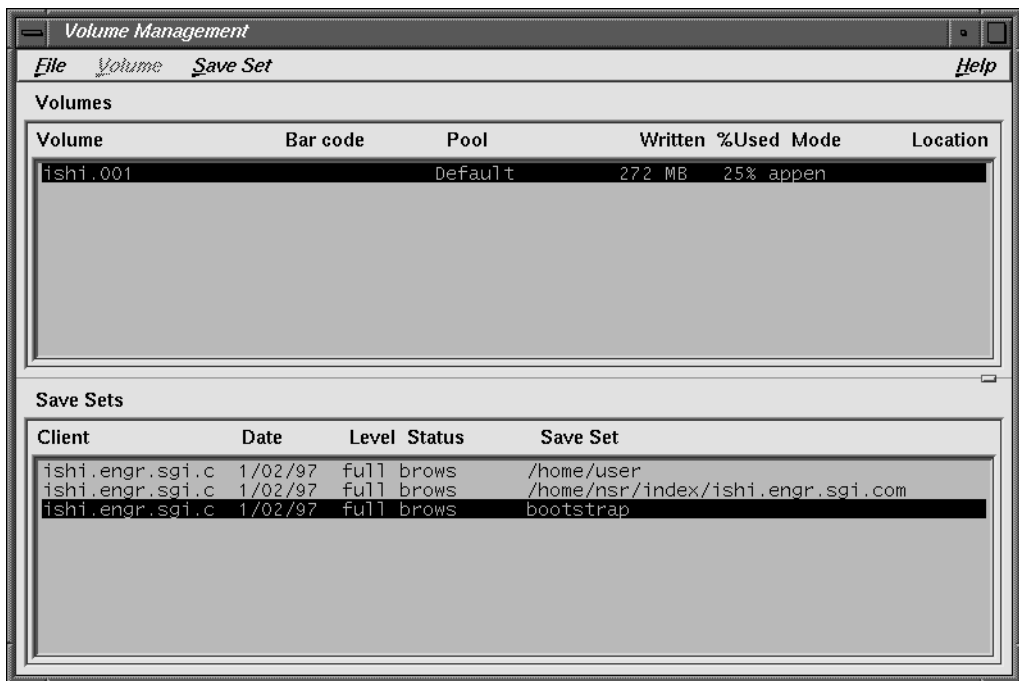 Volume Management
File Volume Save Set Help
Volumes
Volume Bar code Pool Written %Used Mode Location
ishi.001 Default 272 MB 25% appen
Save Sets
Client Date Level Status Save Set
ishi.engr.sgi.c 1/02/97 full brows /home/user
ishi.engr.sgi.c 1/02/97 full brows /home/nsr/index/ishi.engr.sgi.com
ishi.engr.sgi.c 1/02/97 full brows bootstrap